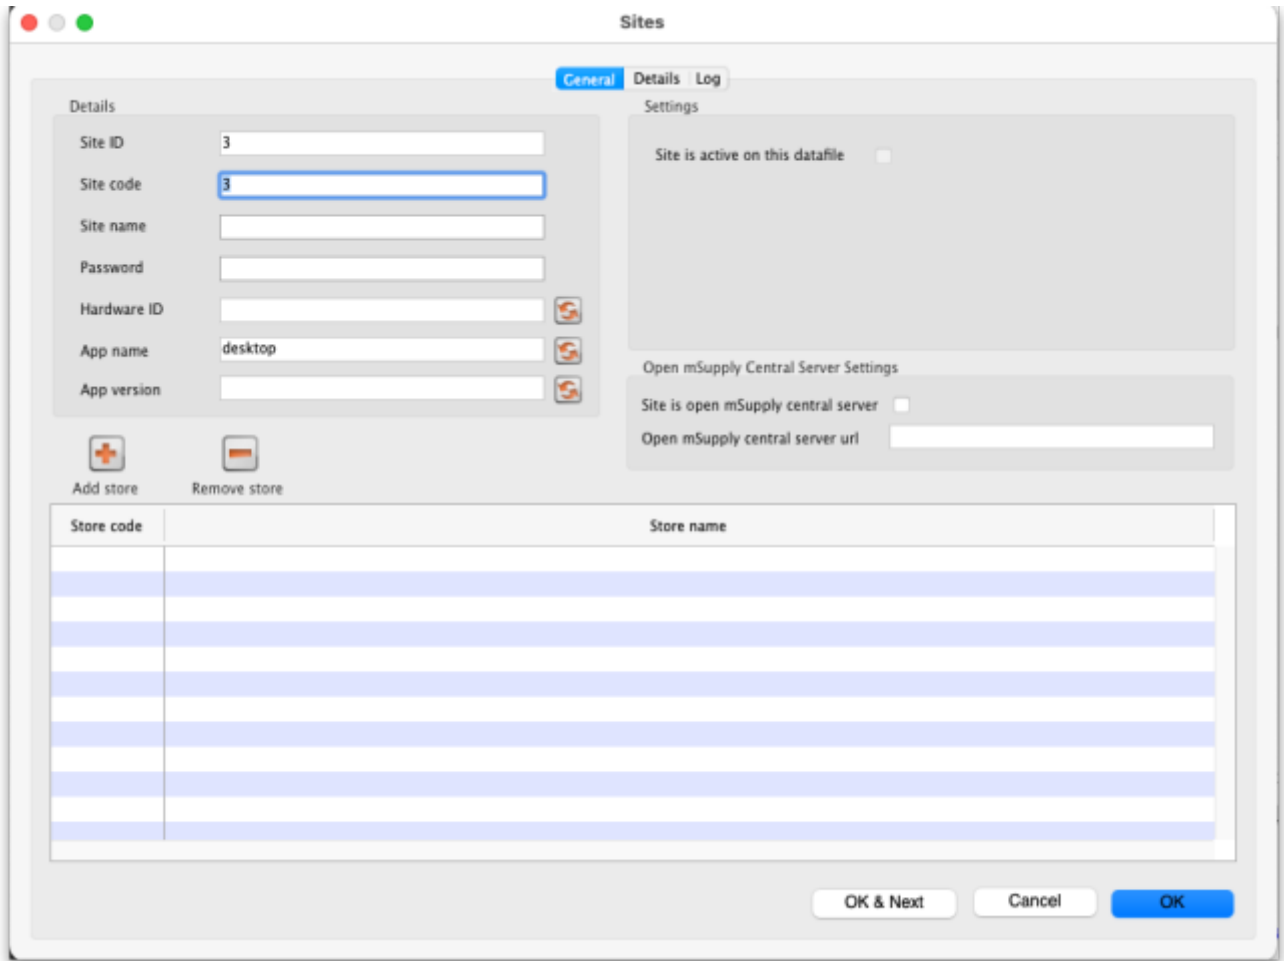 Sites
General Details Log
Details
Site ID 3
Site code 3
Site name
Password
Hardware ID
App name desktop
App version
Settings
Site is active on this datafile
Open mSupply Central Server Settings
Site is open mSupply central server
Open mSupply central server url
Add store Remove store
Store code Store name
OK & Next Cancel OK